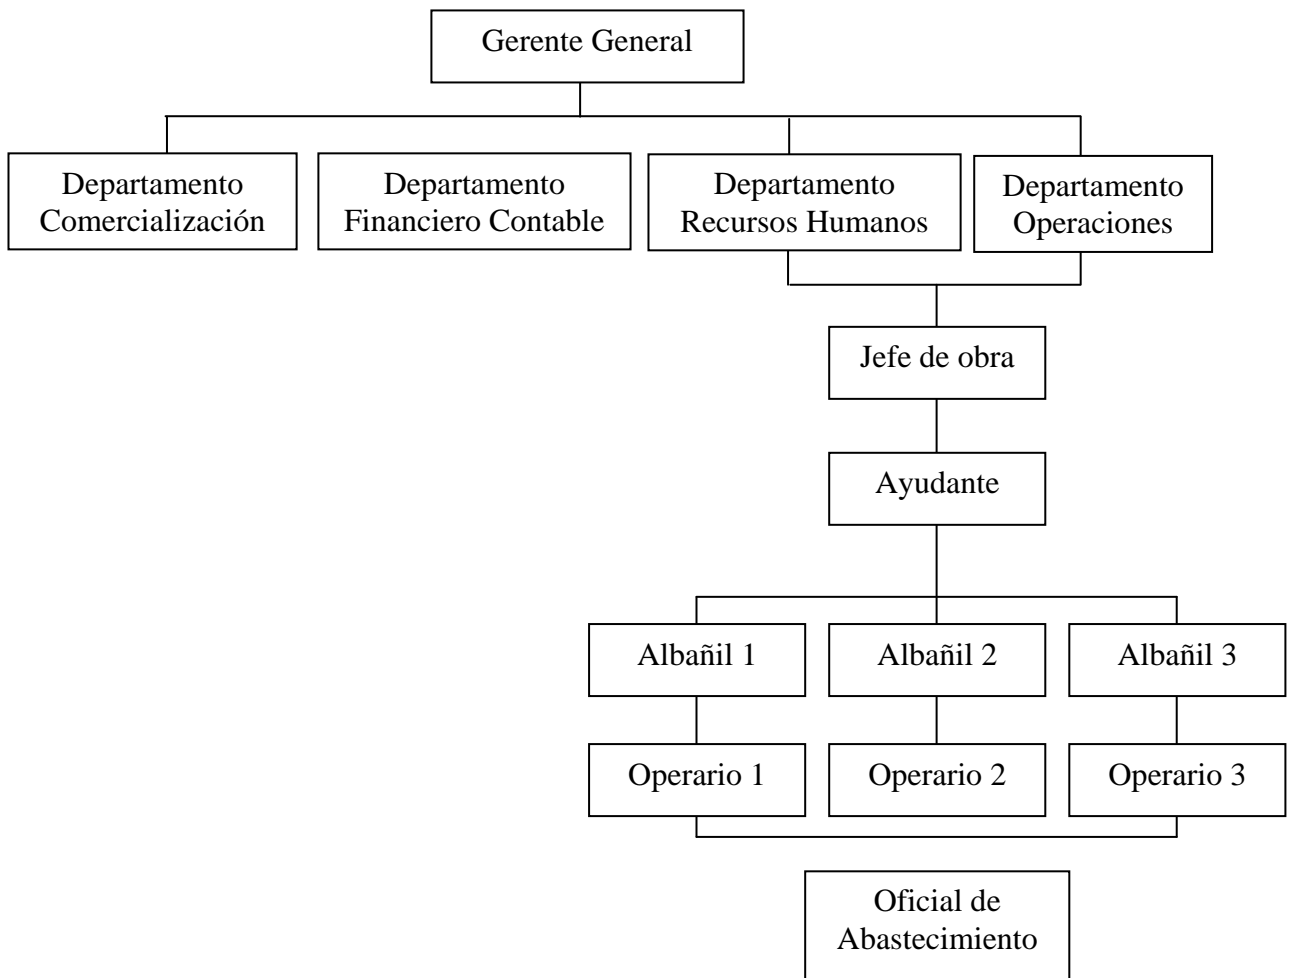 Gerente General
Departamento
Comercialización
Departamento
Financiero Contable
Departamento
Recursos Humanos
Departamento
Operaciones
Jefe de obra
Ayudante
Albañil 1
Albañil 2
Albañil 3
Operario 1
Operario 2
Operario 3
Oficial de
Abastecimiento